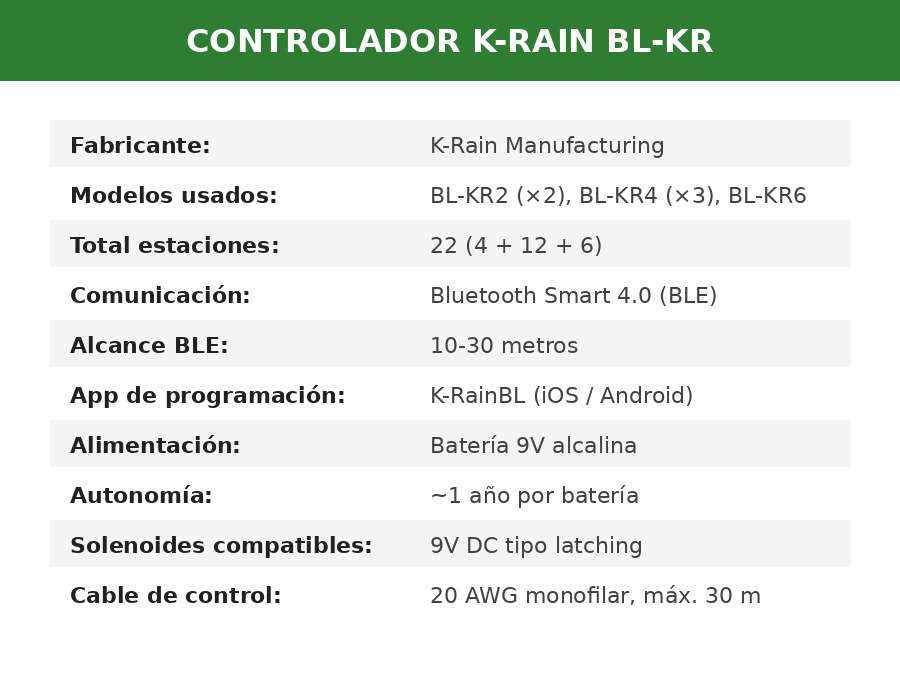 CONTROLADOR K-RAIN BL-KR
Fabricante: K-Rain Manufacturing
Modelos usados: BL-KR2 (×2), BL-KR4 (×3), BL-KR6
Total estaciones: 22 (4 + 12 + 6)
Comunicación: Bluetooth Smart 4.0 (BLE)
Alcance BLE: 10-30 metros
App de programación: K-RainBL (iOS / Android)
Alimentación: Batería 9V alcalina
Autonomía: ~1 año por batería
Solenoides compatibles: 9V DC tipo latching
Cable de control: 20 AWG monofilar, máx. 30 m